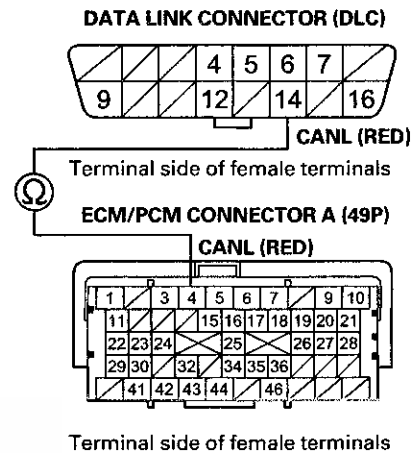 DATA LINK CONNECTOR (DLC)
4 5 6 7
9 12 14 16
CANL (RED)
Terminal side of female terminals
Ω
ECM/PCM CONNECTOR A (49P)
CANL (RED)
1 3 4 5 6 7 9 10
11 15 16 17 18 19 20 21
22 23 24 25 26 27 28
29 30 32 34 35 36
41 42 43 44 46
Terminal side of female terminals